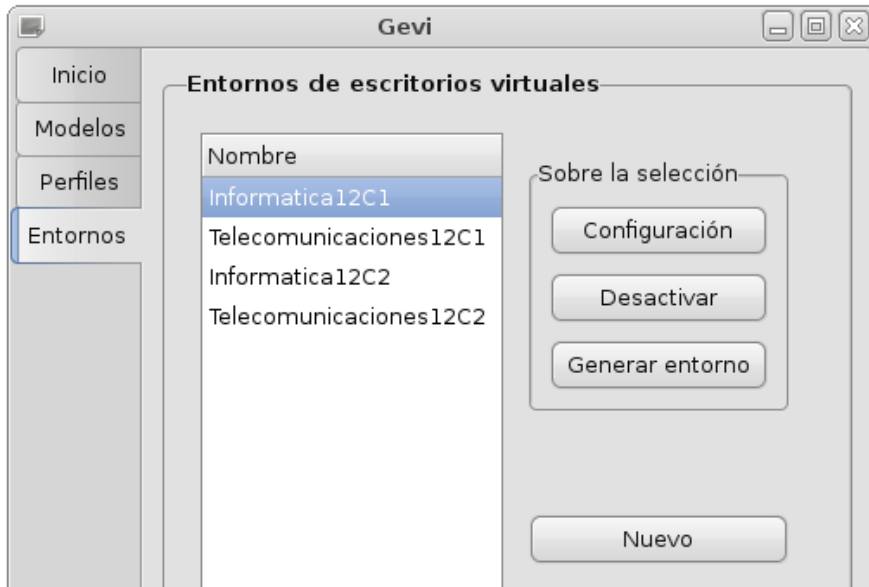 Gevi
Inicio
Modelos
Perfiles
Entornos
Entornos de escritorios virtuales
Nombre
Informatica12C1
Telecomunicaciones12C1
Informatica12C2
Telecomunicaciones12C2
Sobre la selección
Configuración
Desactivar
Generar entorno
Nuevo